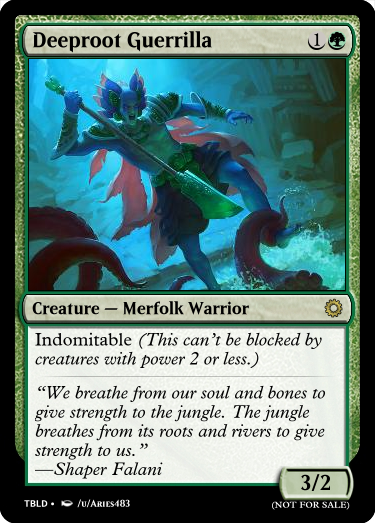 Deeproot Guerrilla 1
Creature — Merfolk Warrior
Indomitable (This can't be blocked by
creatures with power 2 or less.)
“We breathe from our soul and bones to
give strength to the jungle. The jungle
breathes from its roots and rivers to give
strength to us.”
—Shaper Falani
3/2
TBLD • /u/Aries483
(NOT FOR SALE)